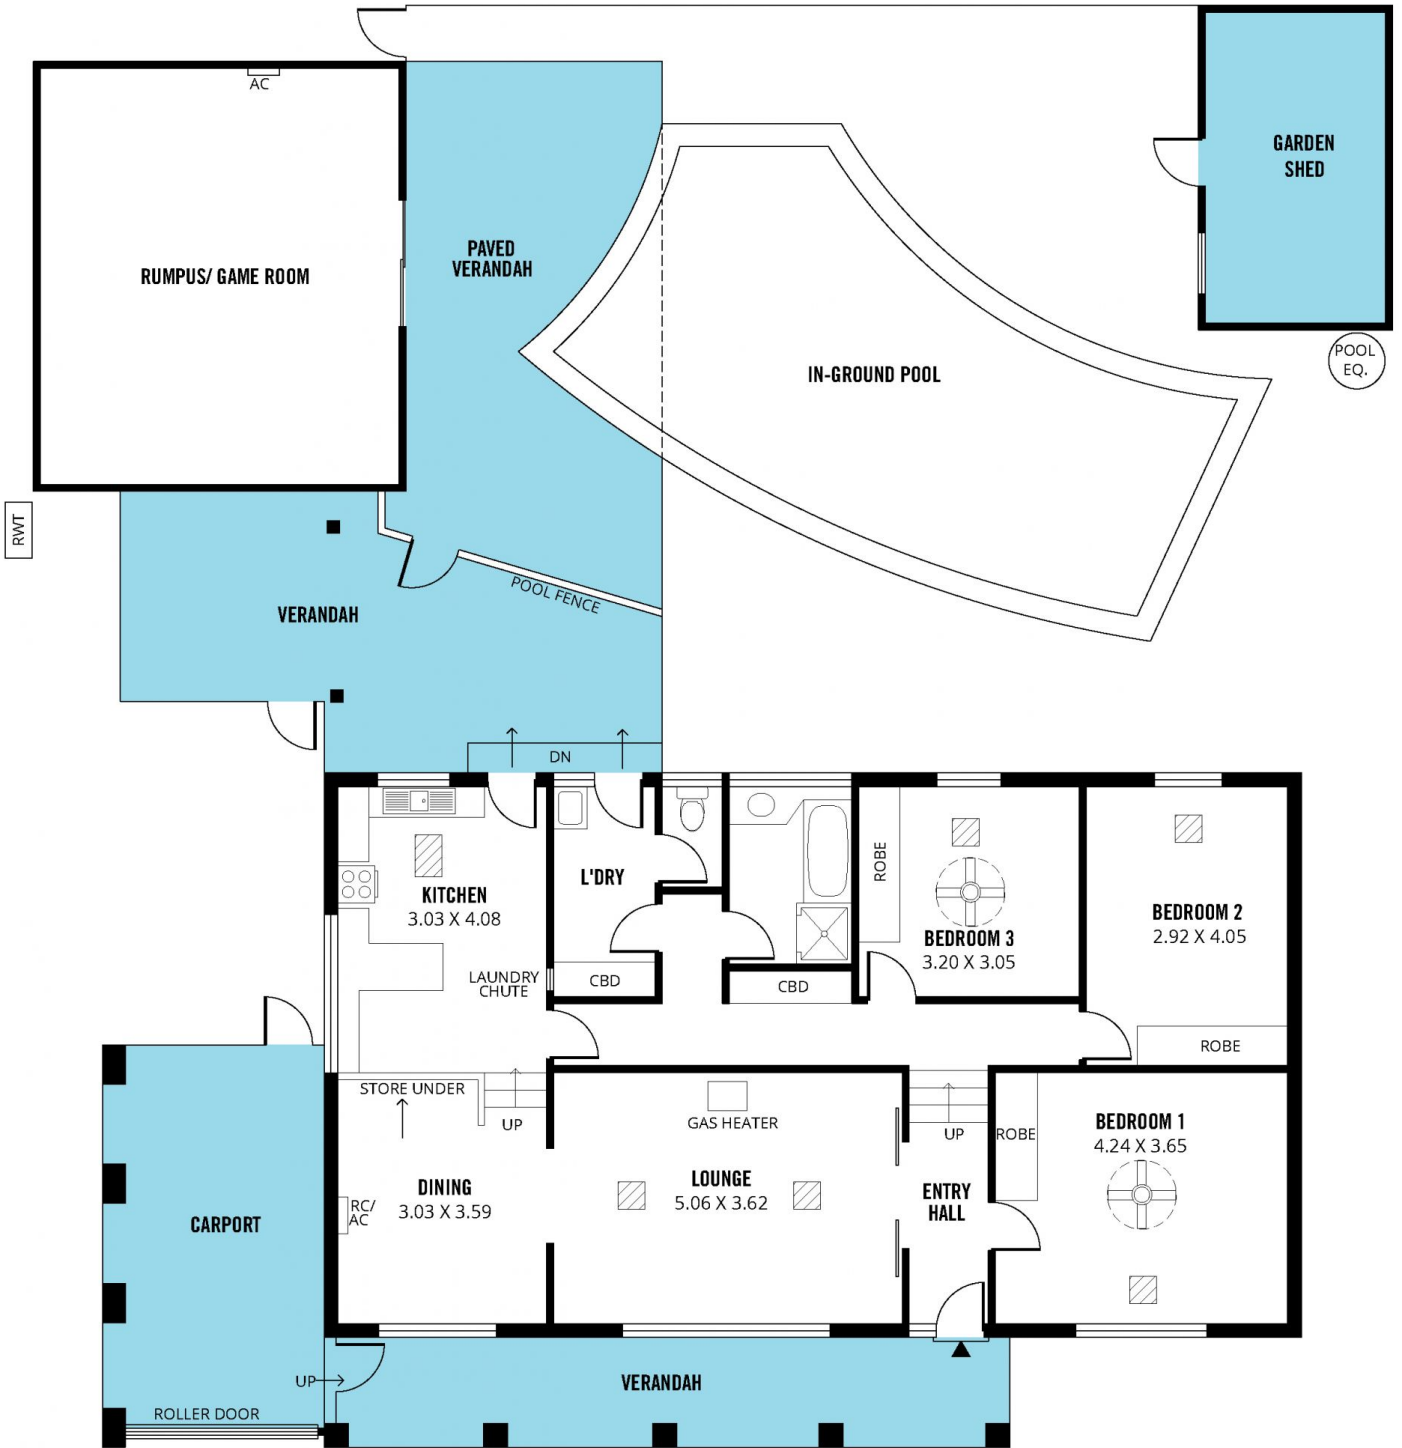 AC
GARDEN
SHED
PAVED
VERANDAH
RUMPUS/ GAME ROOM
POOL
EQ.
IN-GROUND POOL
RWT
POOL FENCE
VERANDAH
DN
KITCHEN
3.03 X 4.08
L'DRY
ROBE
BEDROOM 3
3.20 X 3.05
BEDROOM 2
2.92 X 4.05
LAUNDRY
CHUTE
CBD
CBD
ROBE
STORE UNDER
UP
GAS HEATER
UP
ROBE
BEDROOM 1
4.24 X 3.65
LOUNGE
5.06 X 3.62
DINING
3.03 X 3.59
RC/
AC
ENTRY
HALL
CARPORT
UP
VERANDAH
ROLLER DOOR